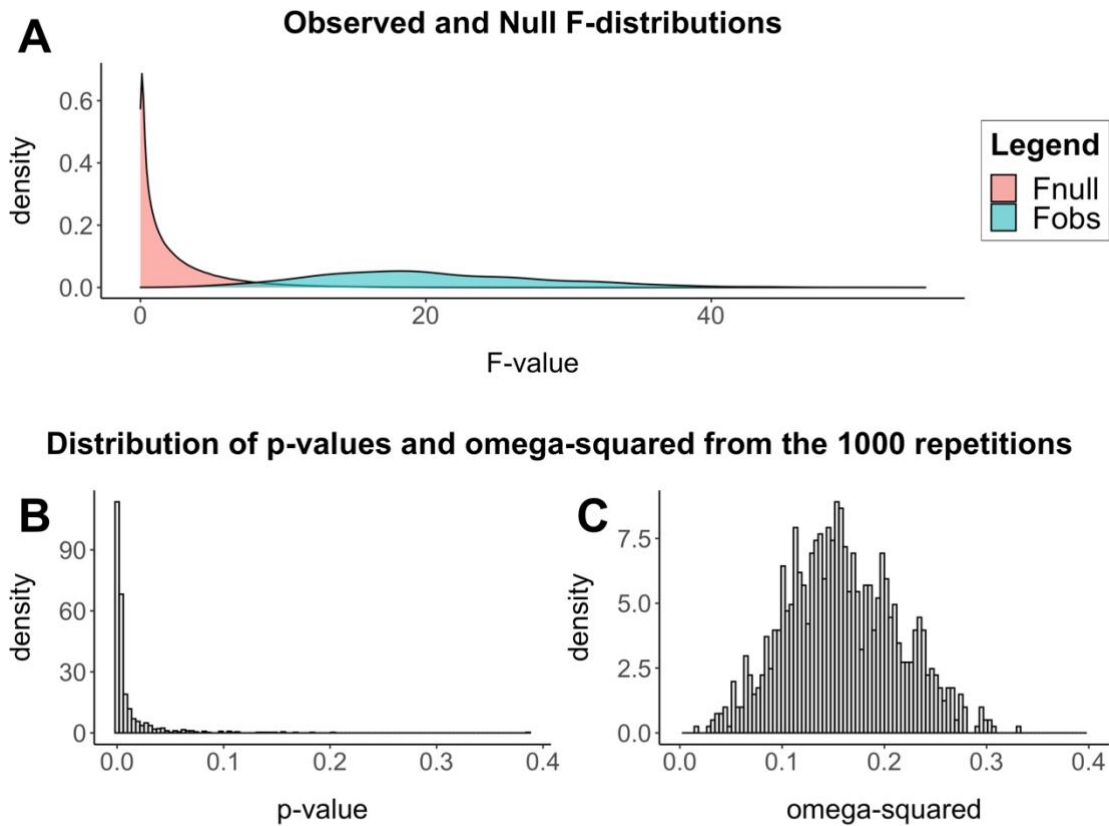 A
Observed and Null F-distributions
density
0.6
0.4
0.2
0.0
0
20
40
F-value
Legend
Fnull
Fobs
Distribution of p-values and omega-squared from the 1000 repetitions
B
density
90
60
30
0
0.0
0.1
0.2
0.3
0.4
p-value
C
density
7.5
5.0
2.5
0.0
0.0
0.1
0.2
0.3
0.4
omega-squared